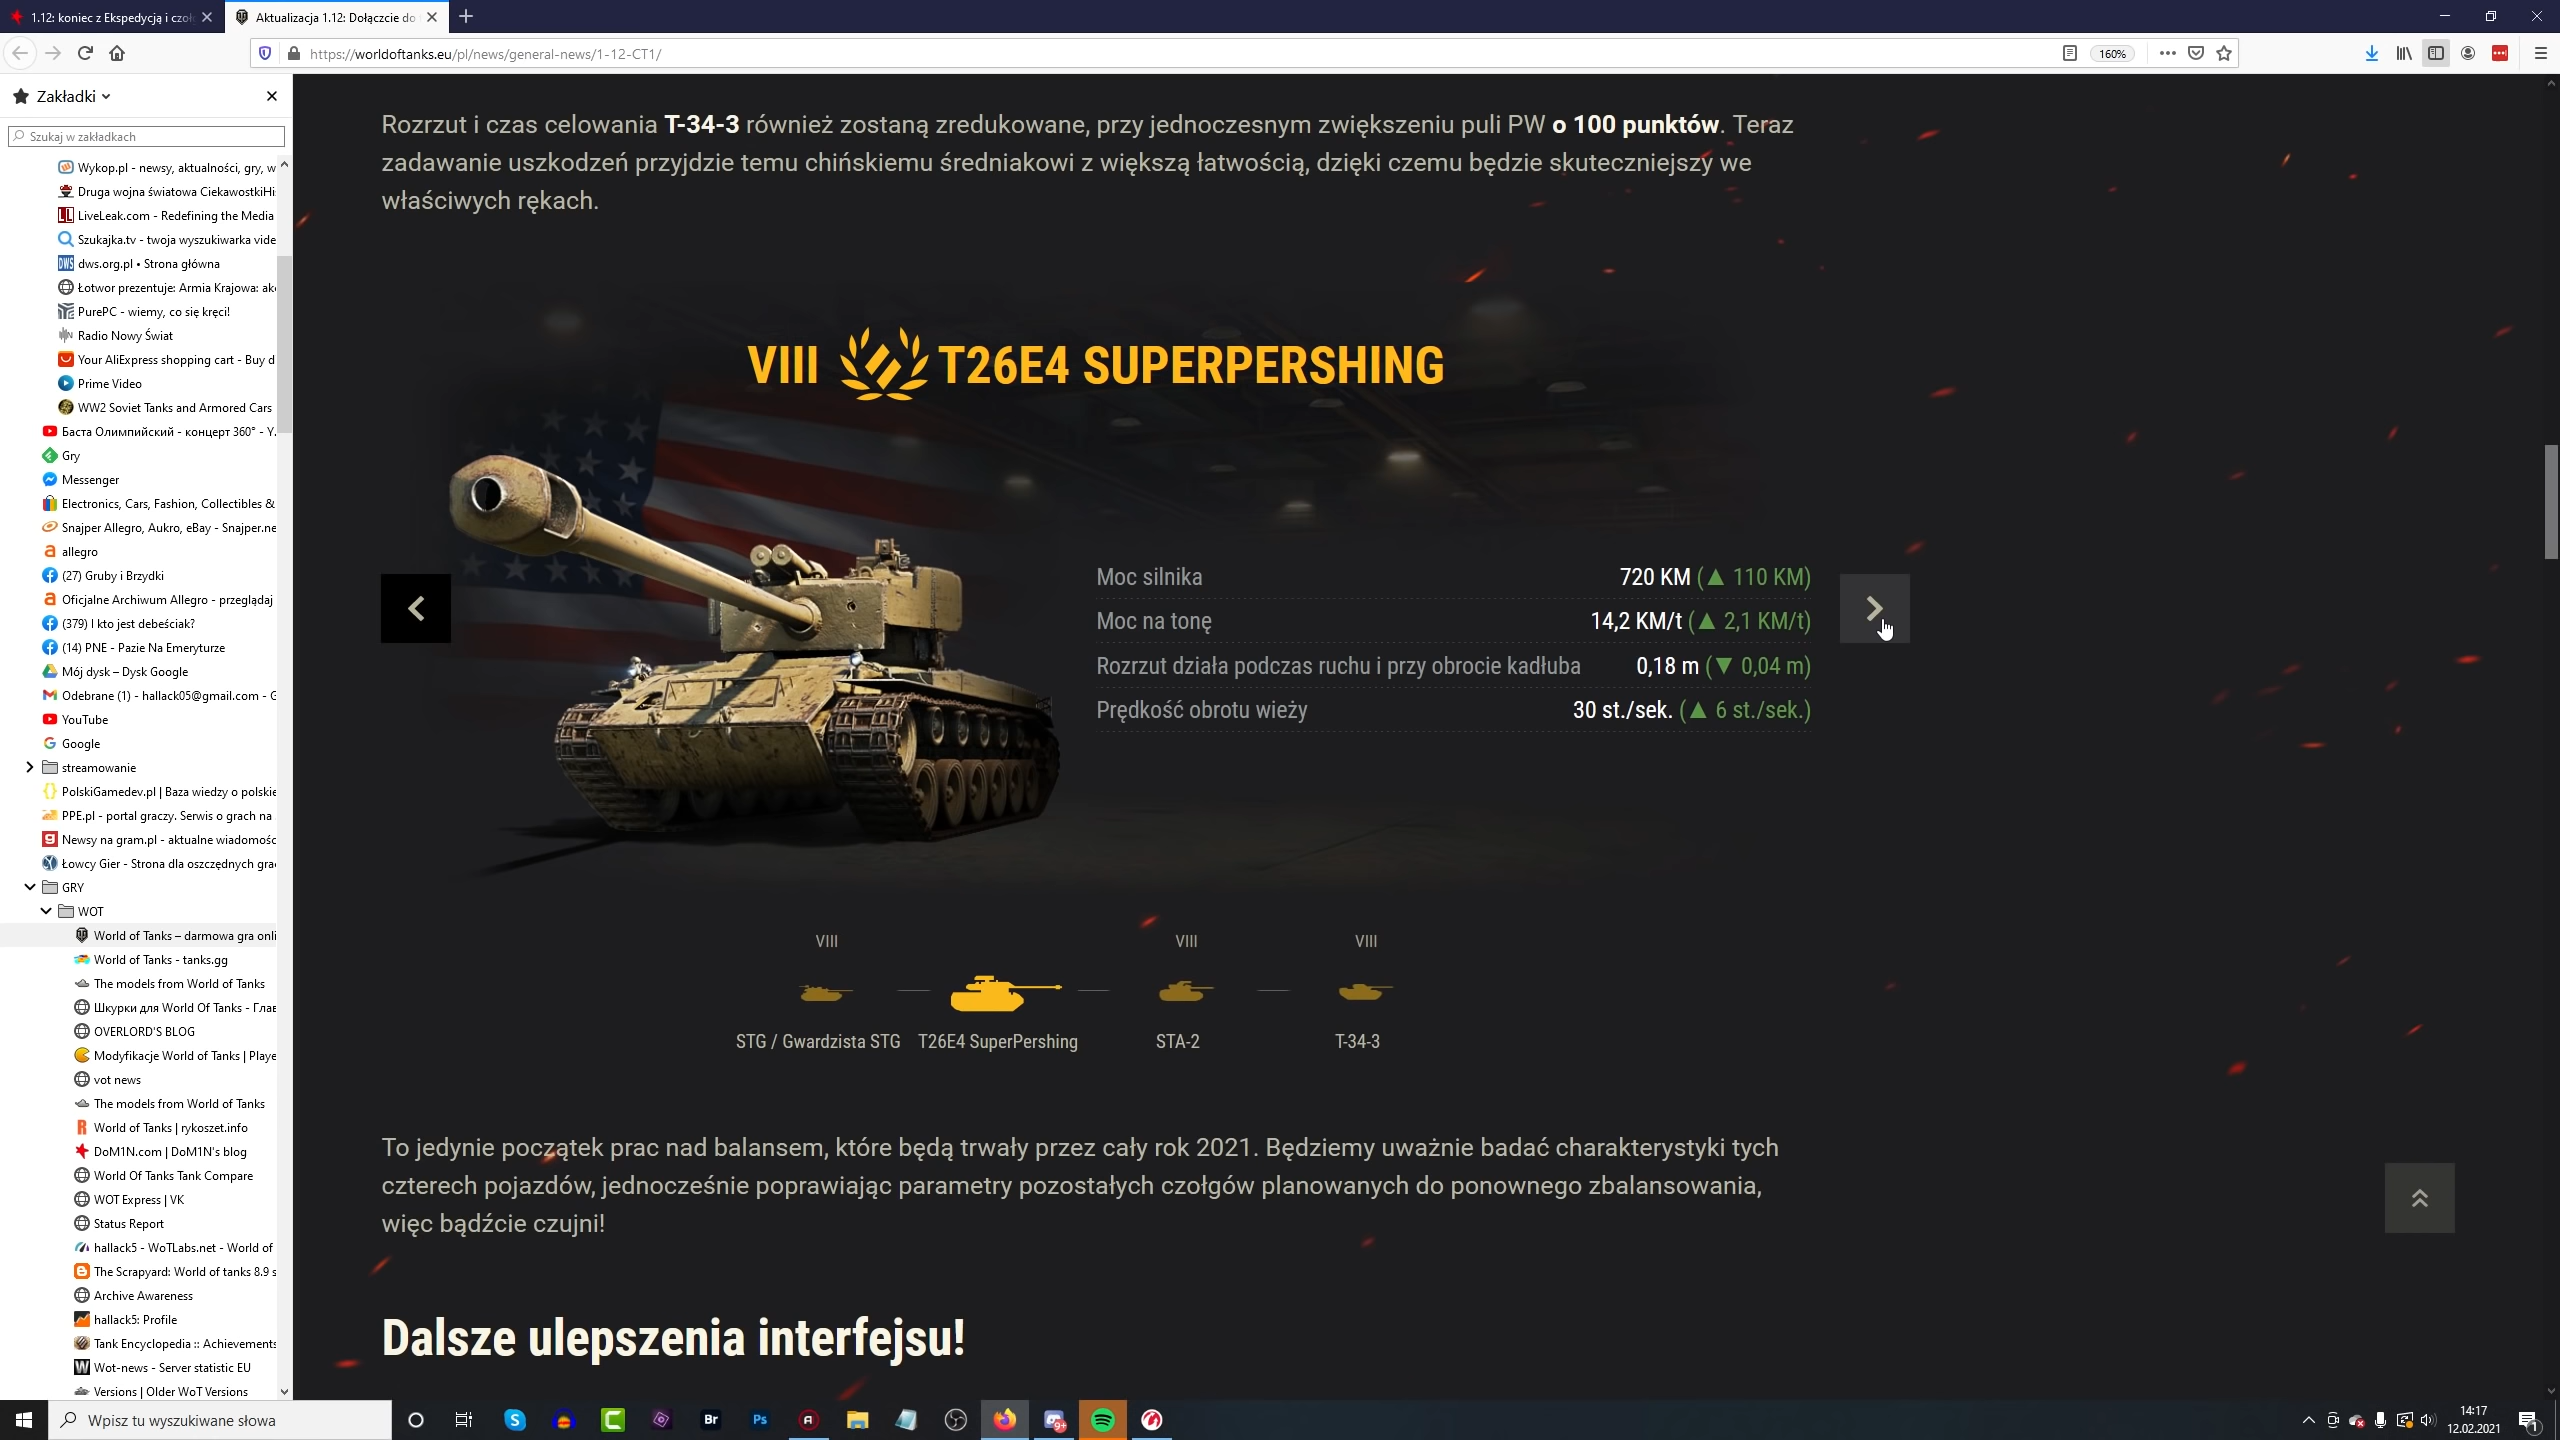 1.12: koniec z Ekspedycją i czoł
Aktualizacja 1.12: Dołączcie do
https://worldoftanks.eu/pl/news/general-news/1-12-CT1/
160%
Zakładki
Szukaj w zakładkach
Wykop.pl - newsy, aktualności, gry, w
Druga wojna światowa CiekawostkiHi
LiveLeak.com - Redefining the Media
Szukajka.tv - twoja wyszukiwarka vide
dws.org.pl • Strona główna
Łotwor prezentuje: Armia Krajowa: ak
PurePC - wiemy, co się kręci!
Radio Nowy Świat
Your AliExpress shopping cart - Buy d
Prime Video
WW2 Soviet Tanks and Armored Cars
Баста Олимпийский - концерт 360° - Y
Gry
Messenger
Electronics, Cars, Fashion, Collectibles &
Snajper Allegro, Aukro, eBay - Snajper.ne
allegro
(27) Gruby i Brzydki
Oficjalne Archiwum Allegro - przeglądaj
(379) I kto jest debeściak?
(14) PNE - Pazie Na Emeryturze
Mój dysk – Dysk Google
Odebrane (1) - hallack05@gmail.com - G
YouTube
Google
streamowanie
PolskiGamedev.pl | Baza wiedzy o polskie
PPE.pl - portal graczy. Serwis o grach na
Newsy na gram.pl - aktualne wiadomośc
Łowcy Gier - Strona dla oszczędnych gra
GRY
WOT
World of Tanks – darmowa gra onli
World of Tanks - tanks.gg
The models from World of Tanks
Шкурки для World Of Tanks - Глав
OVERLORD'S BLOG
Modyfikacje World of Tanks | Playe
vot news
The models from World of Tanks
World of Tanks | rykoszet.info
DoM1N.com | DoM1N's blog
World Of Tanks Tank Compare
WOT Express | VK
Status Report
hallack5 - WoTLabs.net - World of
The Scrapyard: World of tanks 8.9 s
Archive Awareness
hallack5: Profile
Tank Encyclopedia :: Achievements
Wot-news - Server statistic EU
Versions | Older WoT Versions
Rozrzut i czas celowania T-34-3 również zostaną zredukowane, przy jednoczesnym zwiększeniu puli PW o 100 punktów. Teraz
zadawanie uszkodzeń przyjdzie temu chińskiemu średniakowi z większą łatwością, dzięki czemu będzie skuteczniejszy we
właściwych rękach.
VIII T26E4 SUPERPERSHING
Moc silnika 720 KM (▲ 110 KM)
Moc na tonę 14,2 KM/t (▲ 2,1 KM/t)
Rozrzut działa podczas ruchu i przy obrocie kadłuba 0,18 m (▼ 0,04 m)
Prędkość obrotu wieży 30 st./sek. (▲ 6 st./sek.)
VIII VIII VIII
STG / Gwardzista STG T26E4 SuperPershing STA-2 T-34-3
To jedynie początek prac nad balansem, które będą trwały przez cały rok 2021. Będziemy uważnie badać charakterystyki tych
czterech pojazdów, jednocześnie poprawiając parametry pozostałych czołgów planowanych do ponownego zbalansowania,
więc bądźcie czujni!
Dalsze ulepszenia interfejsu!
Wpisz tu wyszukiwane słowa
Br
Ps
9+
14:17
12.02.2021
1